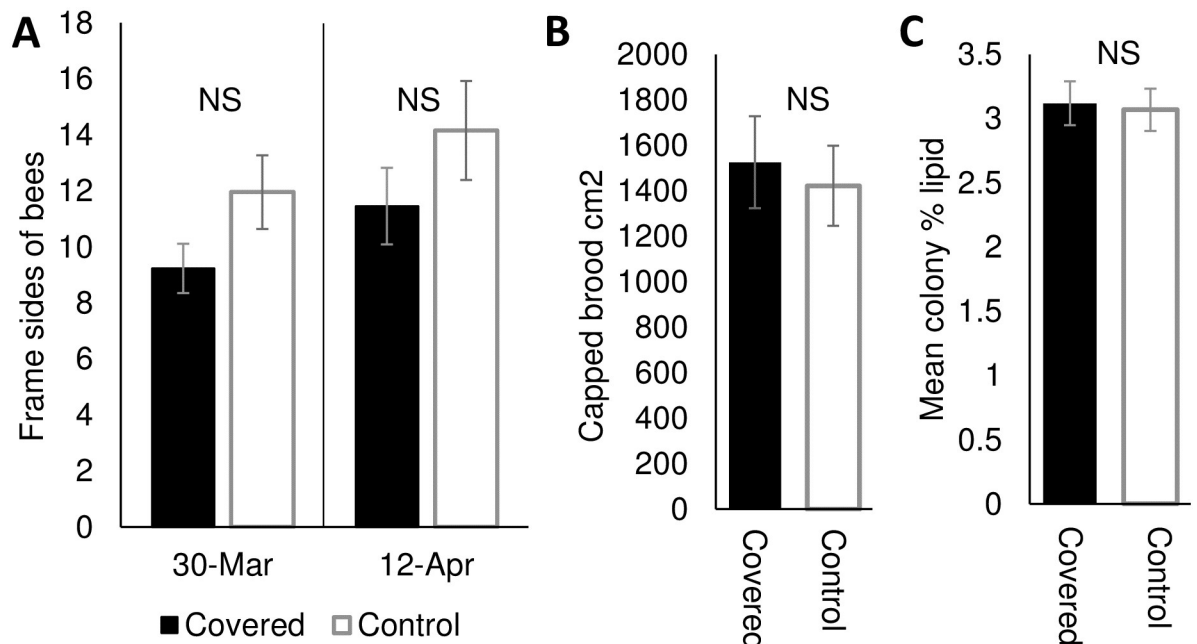 A
Frame sides of bees
18
16
14
12
10
8
6
4
2
0
NS
NS
30-Mar
12-Apr
Covered
Control
B
Capped brood cm2
2000
1800
1600
1400
1200
1000
800
600
400
200
0
NS
Covered
Control
C
Mean colony % lipid
3.5
3
2.5
2
1.5
1
0.5
0
NS
Covered
Control